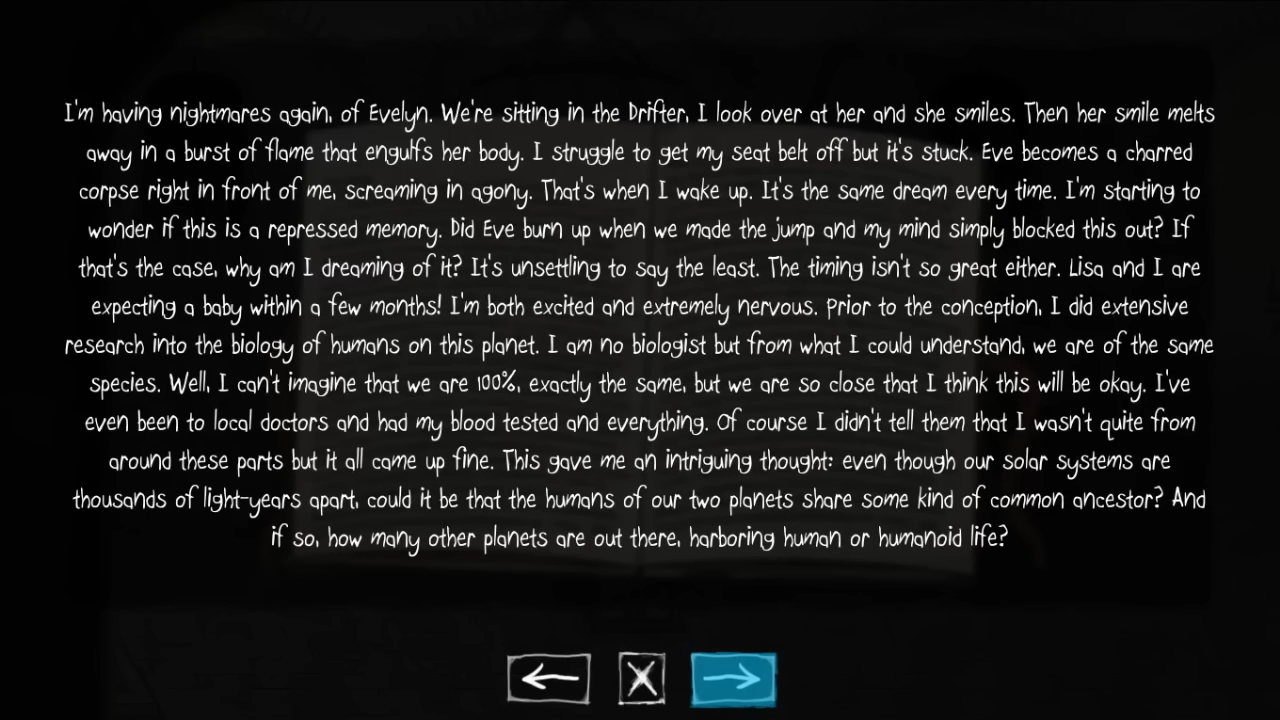 I'm having nightmares again, of Evelyn. We're sitting in the Drifter, I look over at her and she smiles. Then her smile melts
away in a burst of flame that engulfs her body. I struggle to get my seat belt off but it's stuck. Eve becomes a charred
corpse right in front of me, screaming in agony. That's when I wake up. It's the same dream every time. I'm starting to
wonder if this is a repressed memory. Did Eve burn up when we made the jump and my mind simply blocked this out? If
that's the case, why am I dreaming of it? It's unsettling to say the least. The timing isn't so great either. Lisa and I are
expecting a baby within a few months! I'm both excited and extremely nervous. Prior to the conception, I did extensive
research into the biology of humans on this planet. I am no biologist but from what I could understand, we are of the same
species. Well, I can't imagine that we are 100%, exactly the same, but we are so close that I think this will be okay. I've
even been to local doctors and had my blood tested and everything. Of course I didn't tell them that I wasn't quite from
around these parts but it all came up fine. This gave me an intriguing thought: even though our solar systems are
thousands of light-years apart, could it be that the humans of our two planets share some kind of common ancestor? And
if so, how many other planets are out there, harboring human or humanoid life?